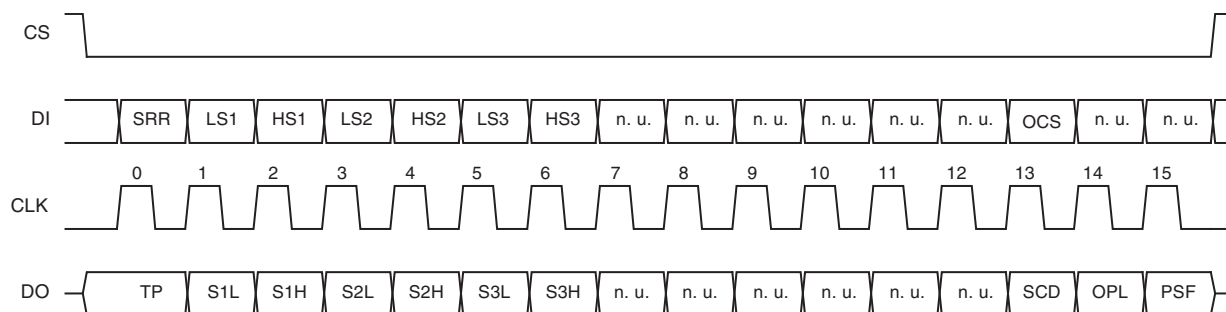 CS
DI SRR LS1 HS1 LS2 HS2 LS3 HS3 n. u. n. u. n. u. n. u. n. u. n. u. OCS n. u. n. u.
0 1 2 3 4 5 6 7 8 9 10 11 12 13 14 15
CLK
DO TP S1L S1H S2L S2H S3L S3H n. u. n. u. n. u. n. u. n. u. n. u. SCD OPL PSF